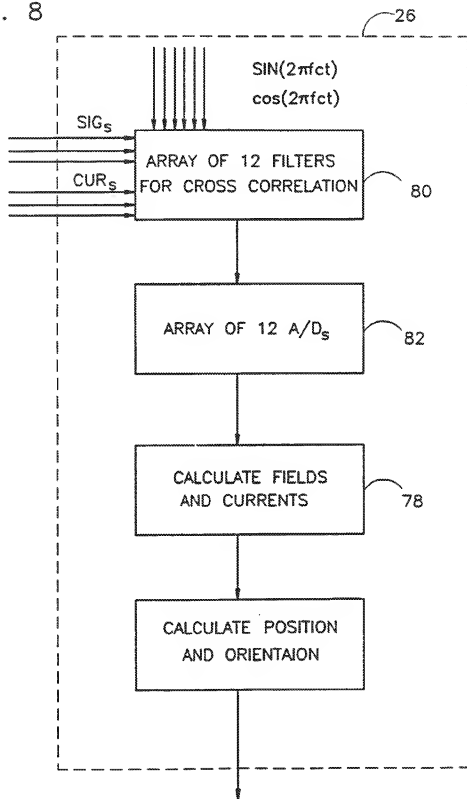 . 8
26
SIN(2πfct)
cos(2πfct)
SIGs
CURs
ARRAY OF 12 FILTERS
FOR CROSS CORRELATION
80
ARRAY OF 12 A/Ds
82
CALCULATE FIELDS
AND CURRENTS
78
CALCULATE POSITION
AND ORIENTAION